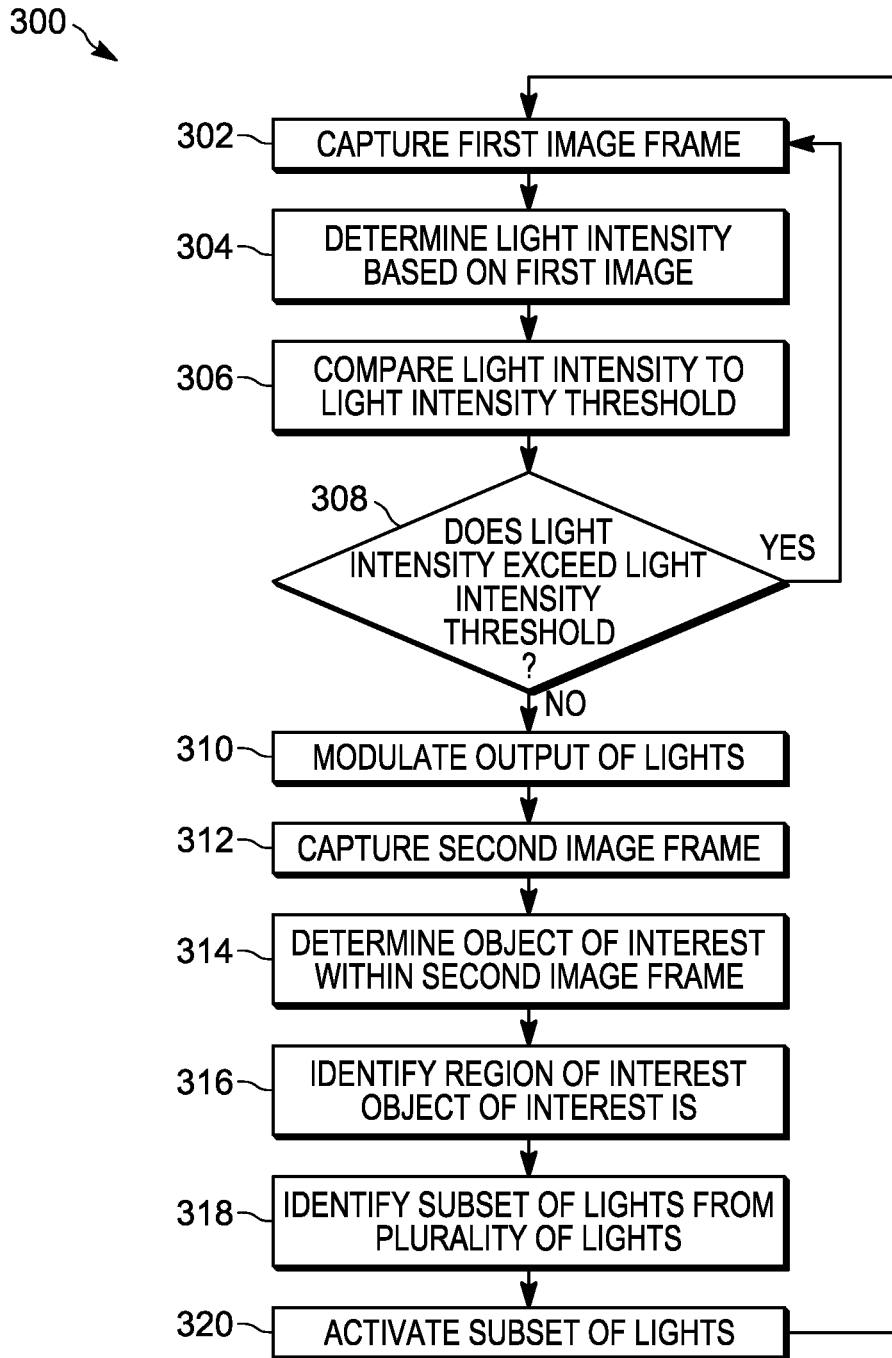 300
302
CAPTURE FIRST IMAGE FRAME
304
DETERMINE LIGHT INTENSITY
BASED ON FIRST IMAGE
306
COMPARE LIGHT INTENSITY TO
LIGHT INTENSITY THRESHOLD
308
DOES LIGHT
INTENSITY EXCEED LIGHT
INTENSITY
THRESHOLD
?
YES
NO
310
MODULATE OUTPUT OF LIGHTS
312
CAPTURE SECOND IMAGE FRAME
314
DETERMINE OBJECT OF INTEREST
WITHIN SECOND IMAGE FRAME
316
IDENTIFY REGION OF INTEREST
OBJECT OF INTEREST IS
318
IDENTIFY SUBSET OF LIGHTS FROM
PLURALITY OF LIGHTS
320
ACTIVATE SUBSET OF LIGHTS